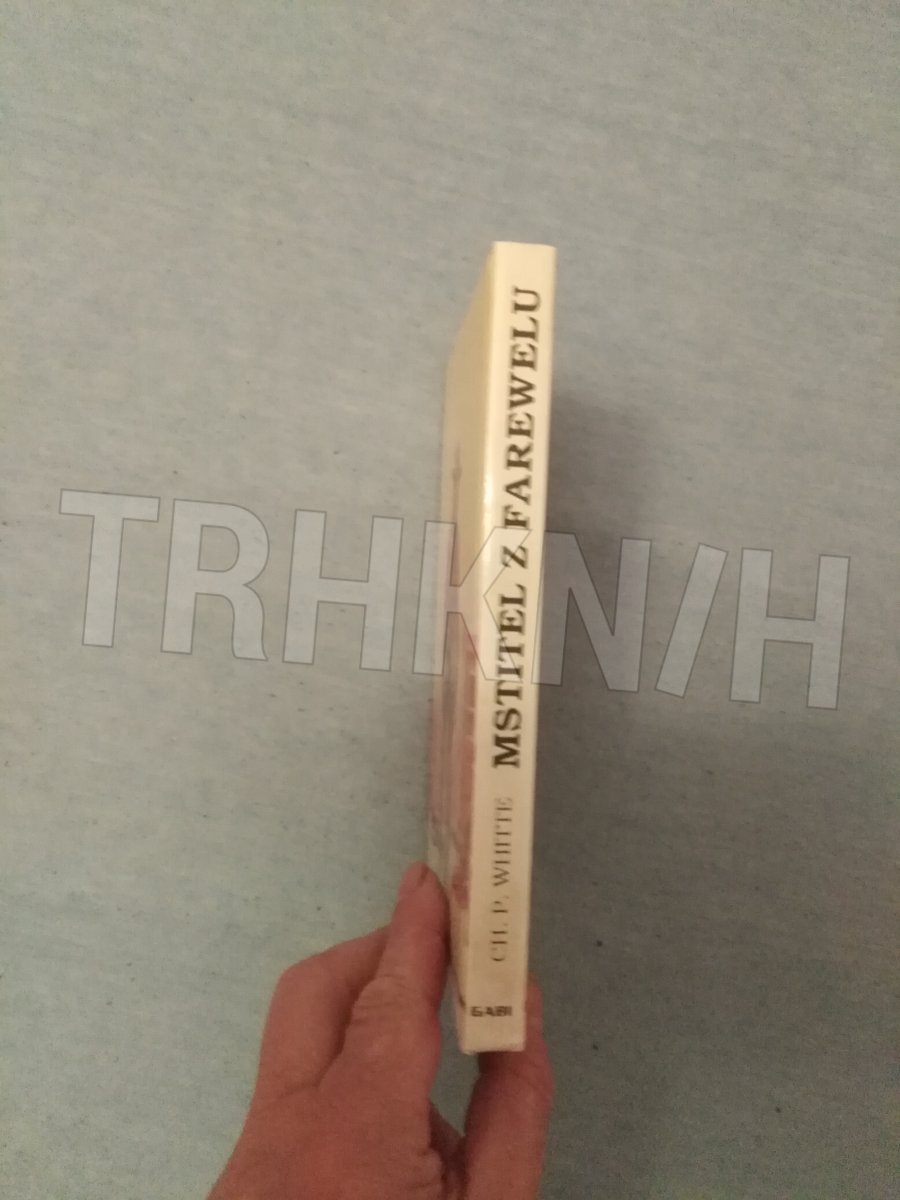 MSTITEL Z FAREWELU
CH. P. WHITE
GABI
TRHKNIH